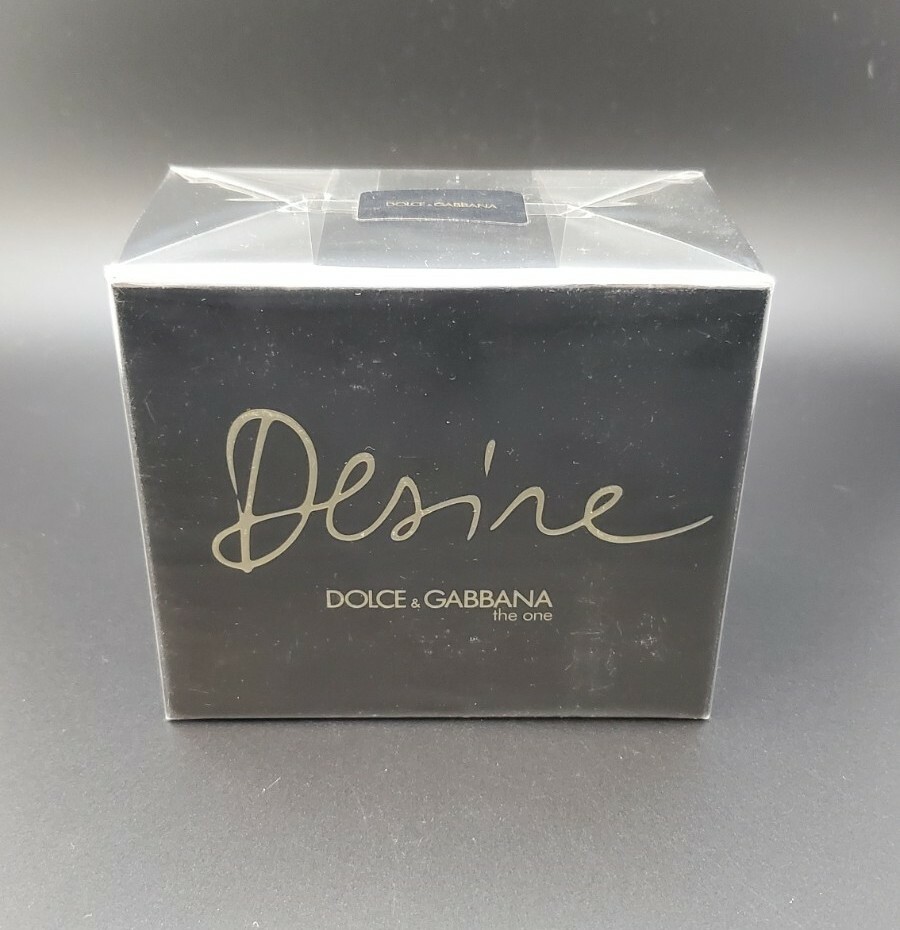 DOLCE & GABBANA
Desire
DOLCE & GABBANA
the one